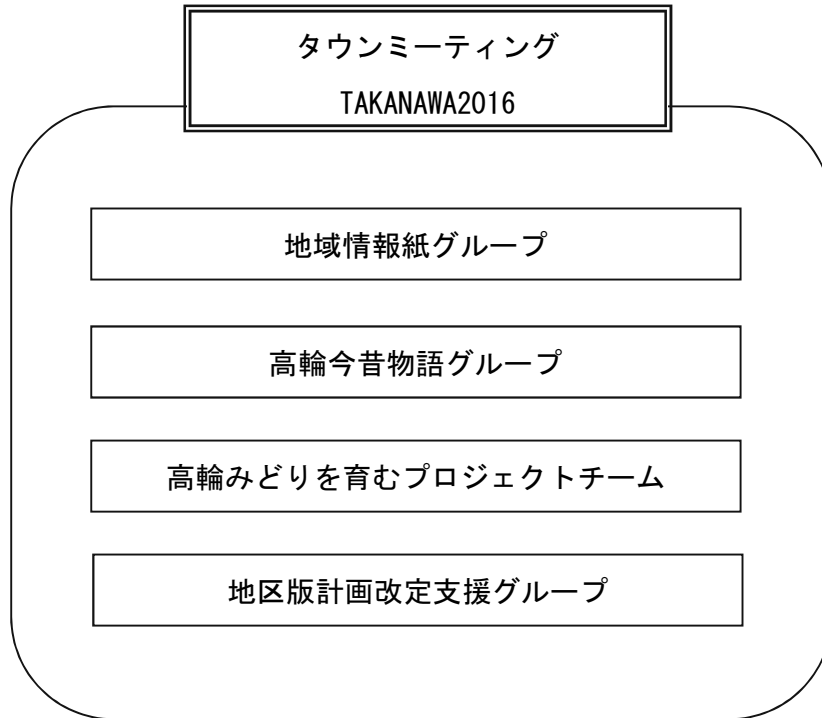 タウンミーティング
TAKANAWA2016
地域情報紙グループ
高輪今昔物語グループ
高輪みどりを育むプロジェクトチーム
地区版計画改定支援グループ